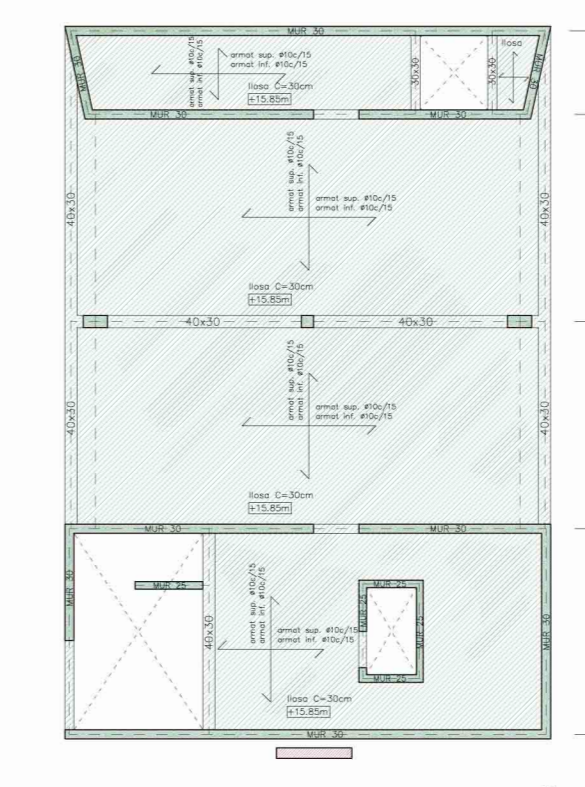 MUR 30
MUR 30
armat sup. ø10c/15
armat inf. ø10c/15
armat sup. ø10c/15
armat inf. ø10c/15
30x30
30x30
llosa
MUR 30
llosa C=30cm
+15.85m
MUR 30
MUR 30
40x30
40x30
armat sup. ø10c/15
armat inf. ø10c/15
armat sup. ø10c/15
armat inf. ø10c/15
llosa C=30cm
+15.85m
40x30
40x30
40x30
40x30
armat sup. ø10c/15
armat inf. ø10c/15
armat sup. ø10c/15
armat inf. ø10c/15
llosa C=30cm
+15.85m
MUR 30
MUR 30
MUR 30
MUR 25
40x30
armat sup. ø10c/15
armat inf. ø10c/15
armat sup. ø10c/15
armat inf. ø10c/15
MUR 25
MUR 25
MUR 25
MUR 25
MUR 30
llosa C=30cm
+15.85m
MUR 30